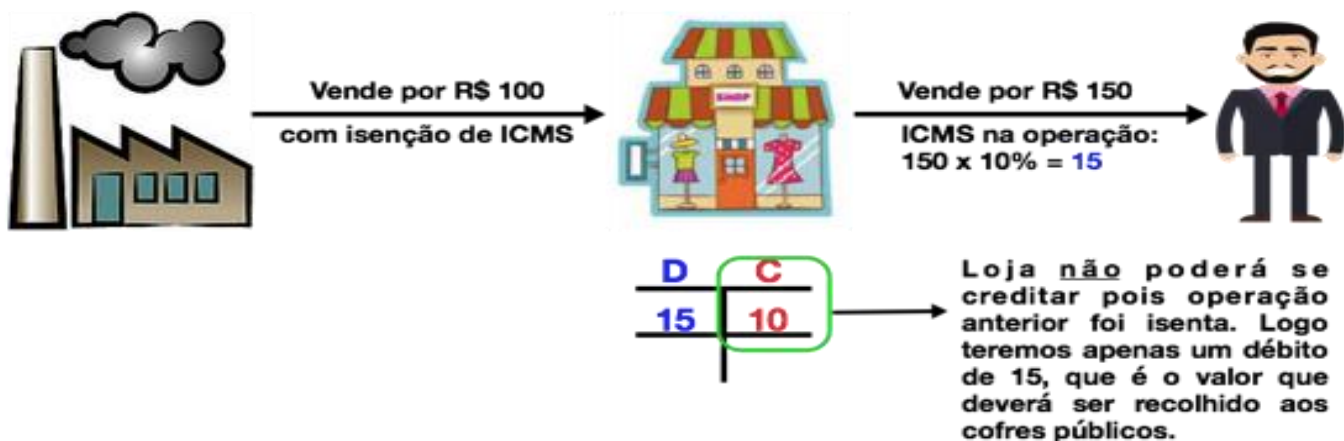 Vende por R$ 100
com isenção de ICMS
SHOP
Vende por R$ 150
ICMS na operação:
150 x 10% = 15
D C
15 10
Loja não poderá se
creditar pois operação
anterior foi isenta. Logo
teremos apenas um débito
de 15, que é o valor que
deverá ser recolhido aos
cofres públicos.